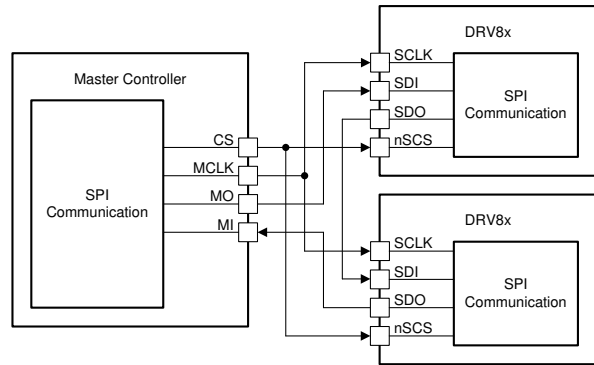 DRV8x
Master Controller
SPI
Communication
CS
MCLK
MO
MI
SCLK
SDI
SDO
nSCS
SPI
Communication
DRV8x
SCLK
SDI
SDO
nSCS
SPI
Communication